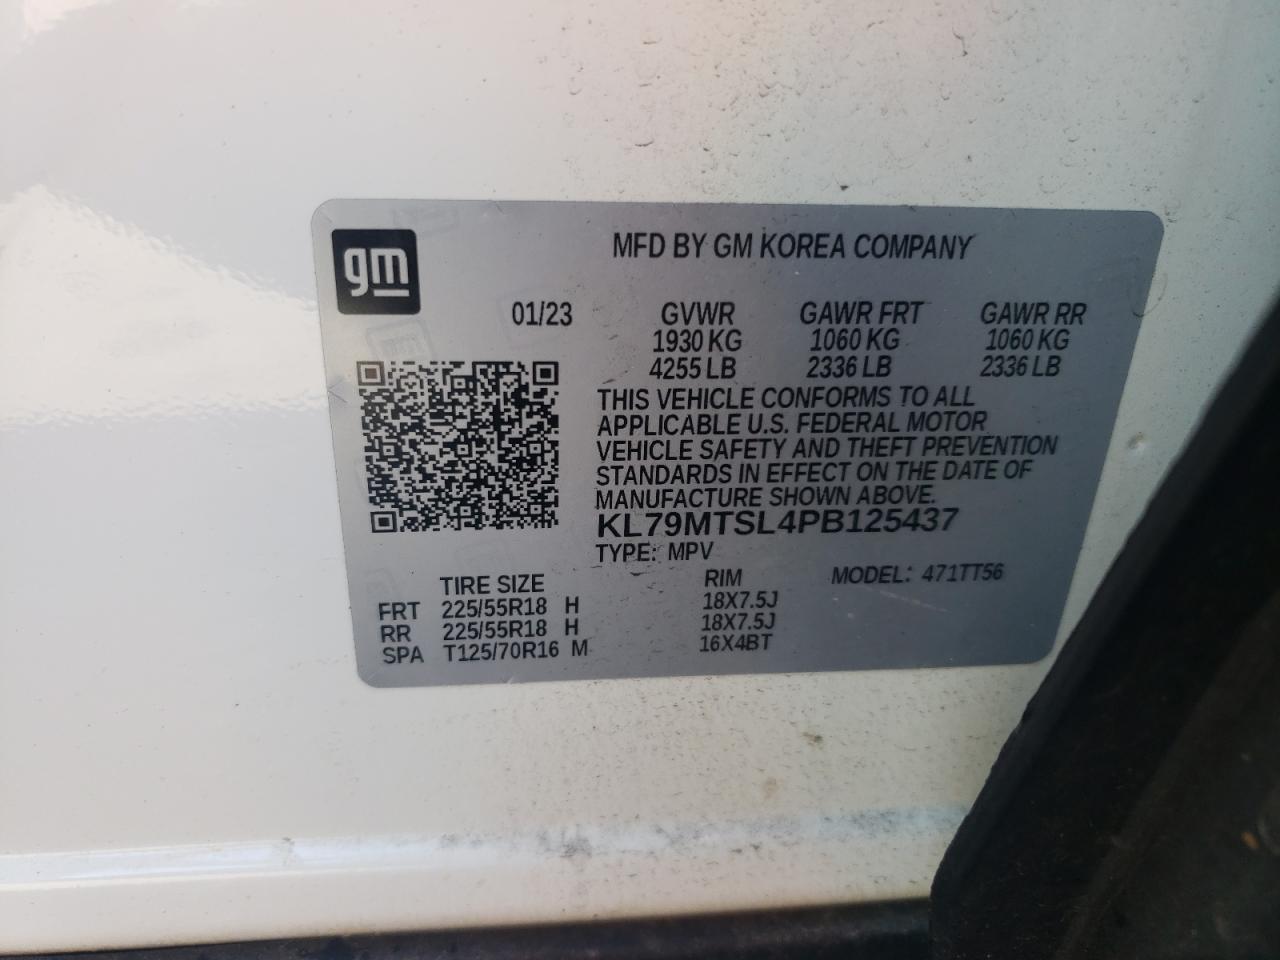 gm
MFD BY GM KOREA COMPANY
01/23 GVWR GAWR FRT GAWR RR
1930 KG 1060 KG 1060 KG
4255 LB 2336 LB 2336 LB
THIS VEHICLE CONFORMS TO ALL
APPLICABLE U.S. FEDERAL MOTOR
VEHICLE SAFETY AND THEFT PREVENTION
STANDARDS IN EFFECT ON THE DATE OF
MANUFACTURE SHOWN ABOVE.
KL79MTSL4PB125437
TYPE: MPV
TIRE SIZE RIM MODEL: 471TT56
FRT 225/55R18 H 18X7.5J
RR 225/55R18 H 18X7.5J
SPA T125/70R16 M 16X4BT